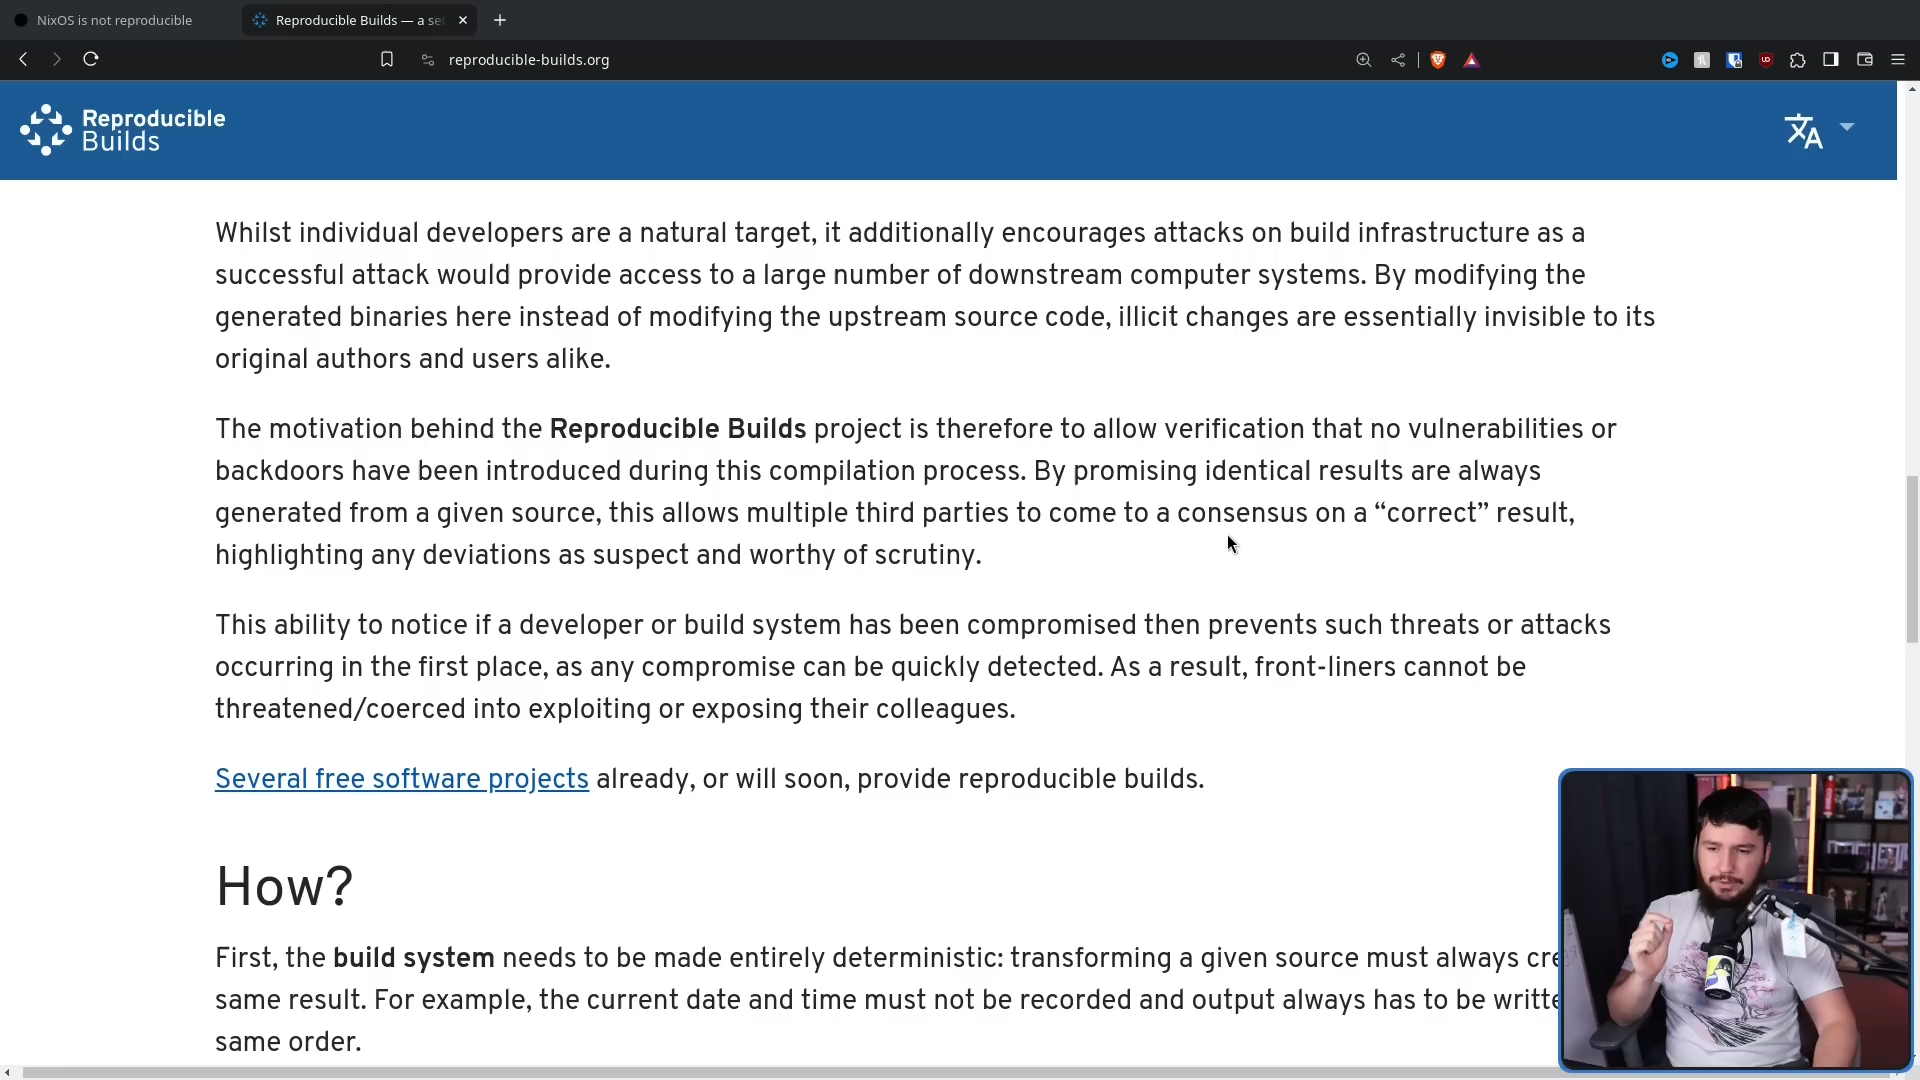 NixOS is not reproducible
Reproducible Builds — a se
reproducible-builds.org
Reproducible
Builds
Whilst individual developers are a natural target, it additionally encourages attacks on build infrastructure as a
successful attack would provide access to a large number of downstream computer systems. By modifying the
generated binaries here instead of modifying the upstream source code, illicit changes are essentially invisible to its
original authors and users alike.
The motivation behind the Reproducible Builds project is therefore to allow verification that no vulnerabilities or
backdoors have been introduced during this compilation process. By promising identical results are always
generated from a given source, this allows multiple third parties to come to a consensus on a “correct” result,
highlighting any deviations as suspect and worthy of scrutiny.
This ability to notice if a developer or build system has been compromised then prevents such threats or attacks
occurring in the first place, as any compromise can be quickly detected. As a result, front-liners cannot be
threatened/coerced into exploiting or exposing their colleagues.
Several free software projects already, or will soon, provide reproducible builds.
How?
First, the build system needs to be made entirely deterministic: transforming a given source must always cre
same result. For example, the current date and time must not be recorded and output always has to be writte
same order.